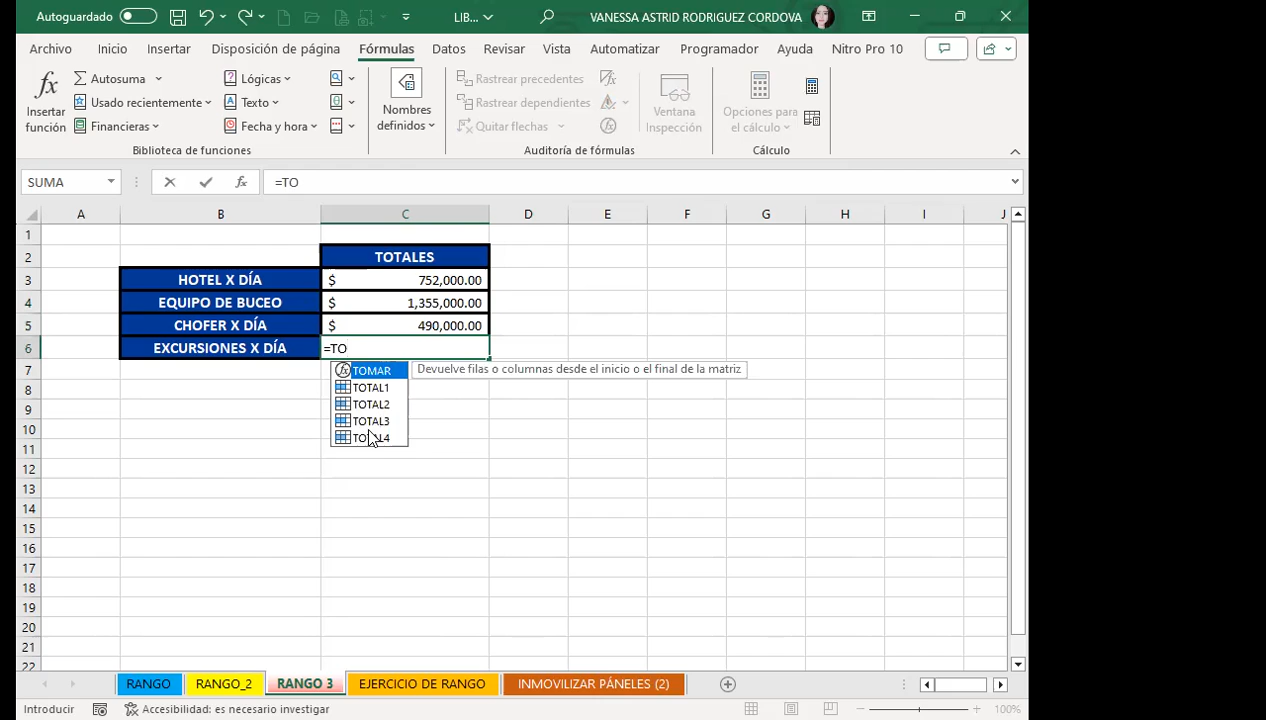 Autoguardado
LIB...
VANESSA ASTRID RODRIGUEZ CORDOVA
Archivo Inicio Insertar Disposición de página Fórmulas Datos Revisar Vista Automatizar Programador Ayuda Nitro Pro 10
fx Insertar función
Autosuma
Usado recientemente
Financieras
Lógicas
Texto
Fecha y hora
Biblioteca de funciones
Nombres definidos
Rastrear precedentes
Rastrear dependientes
Quitar flechas
Auditoría de fórmulas
Ventana Inspección
Opciones para el cálculo
Cálculo
SUMA fx =TO
A B C D E F G H I J
1
2 TOTALES
3 HOTEL X DÍA $ 752,000.00
4 EQUIPO DE BUCEO $ 1,355,000.00
5 CHOFER X DÍA $ 490,000.00
6 EXCURSIONES X DÍA =TO
7
8
9
10
11
12
13
14
15
16
17
18
19
20
21
22
fx TOMAR Devuelve filas o columnas desde el inicio o el final de la matriz
TOTAL1
TOTAL2
TOTAL3
TOTAL4
RANGO RANGO_2 RANGO 3 EJERCICIO DE RANGO INMOVILIZAR PÁNELES (2)
Introducir Accesibilidad: es necesario investigar 100%